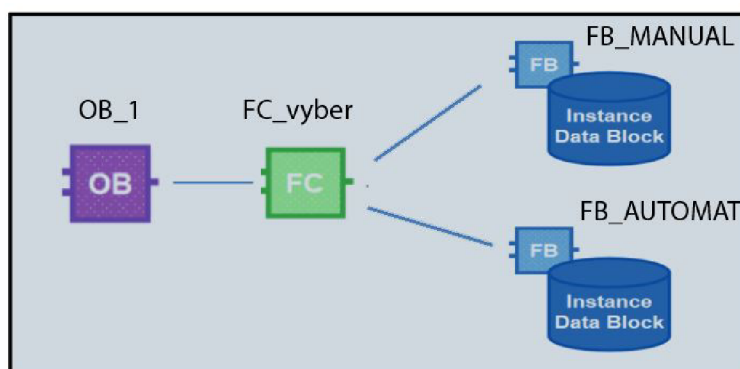 FB_MANUAL
FB
Instance
Data Block
OB_1
FC_vyber
OB
FC
FB_AUTOMAT
FB
Instance
Data Block